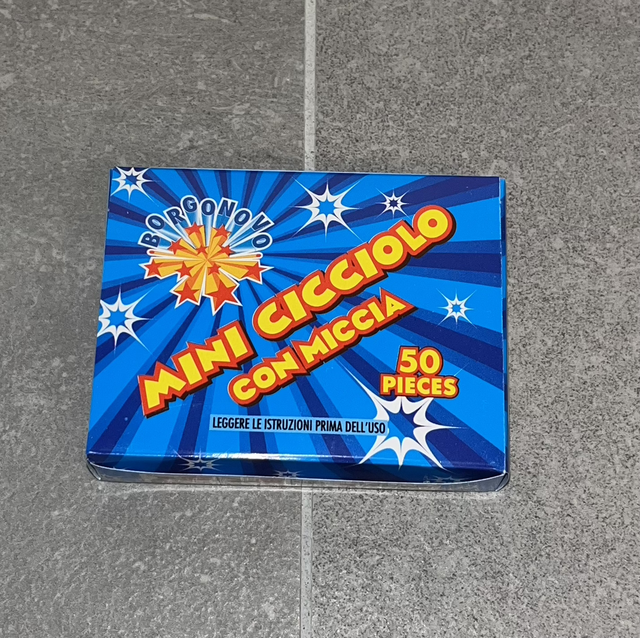 BORGONOVO
MINI CICCIOLO
CON MICCIA
50
PIECES
LEGGERE LE ISTRUZIONI PRIMA DELL'USO